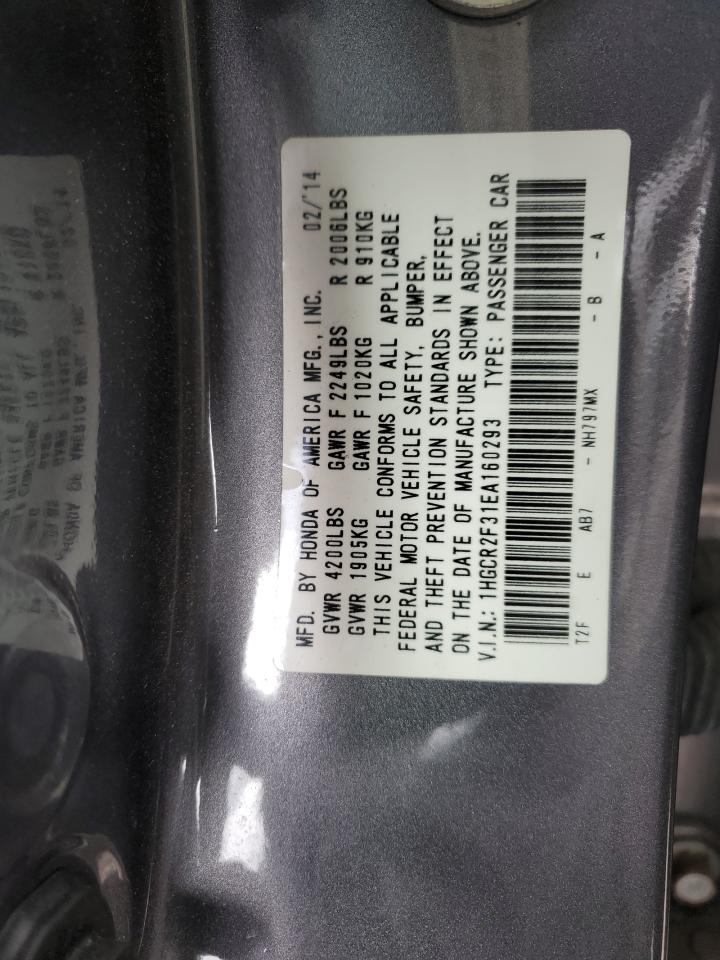 MFD. BY HONDA OF AMERICA MFG., INC. 02/'14
GVWR 4200LBS GAWR F 2249LBS R 2006LBS
GVWR 1905KG GAWR F 1020KG R 910KG
THIS VEHICLE CONFORMS TO ALL APPLICABLE
FEDERAL MOTOR VEHICLE SAFETY, BUMPER,
AND THEFT PREVENTION STANDARDS IN EFFECT
ON THE DATE OF MANUFACTURE SHOWN ABOVE.
V.I.N.: 1HGCR2F31EA160293 TYPE: PASSENGER CAR
T2F E AB7 - NH797MX - B - A